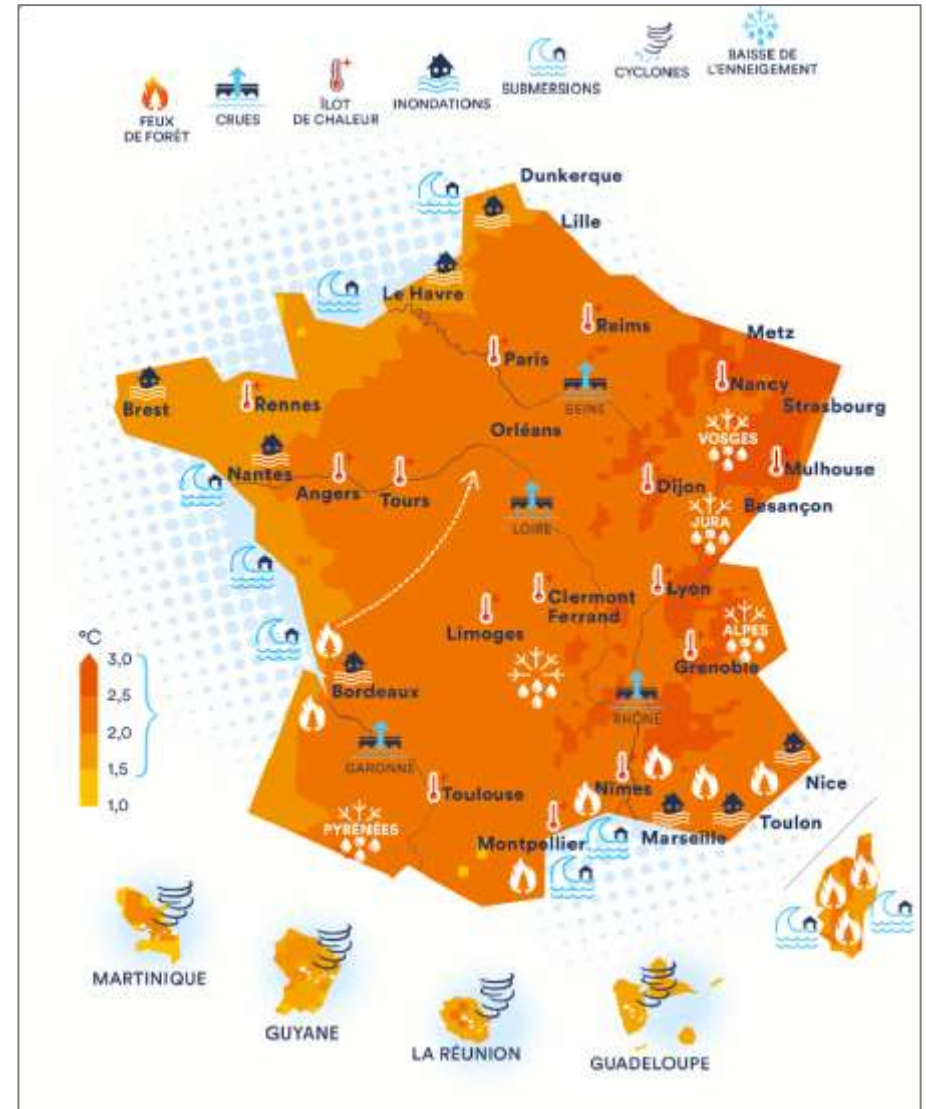 FEUX
DE FORÊT
CRUES
ÎLOT
DE CHALEUR
INONDATIONS
SUBMERSIONS
CYCLONES
BAISSE DE
L'ENNEIGEMENT
Dunkerque
Lille
Le Havre
Reims
Metz
Paris
Nancy
SEINE
Strasbourg
Brest
Rennes
Orléans
VOSGES
Nantes
Angers
Tours
Dijon
Mulhouse
LOIRE
JURA
Besançon
Clermont
Ferrand
Lyon
Limoges
ALPES
Grenoble
°C
3,0
2,5
2,0
1,5
1,0
Bordeaux
RHÔNE
GARONNE
Toulouse
Nîmes
Nice
PYRÉNÉES
Montpellier
Marseille
Toulon
MARTINIQUE
GUYANE
LA RÉUNION
GUADELOUPE